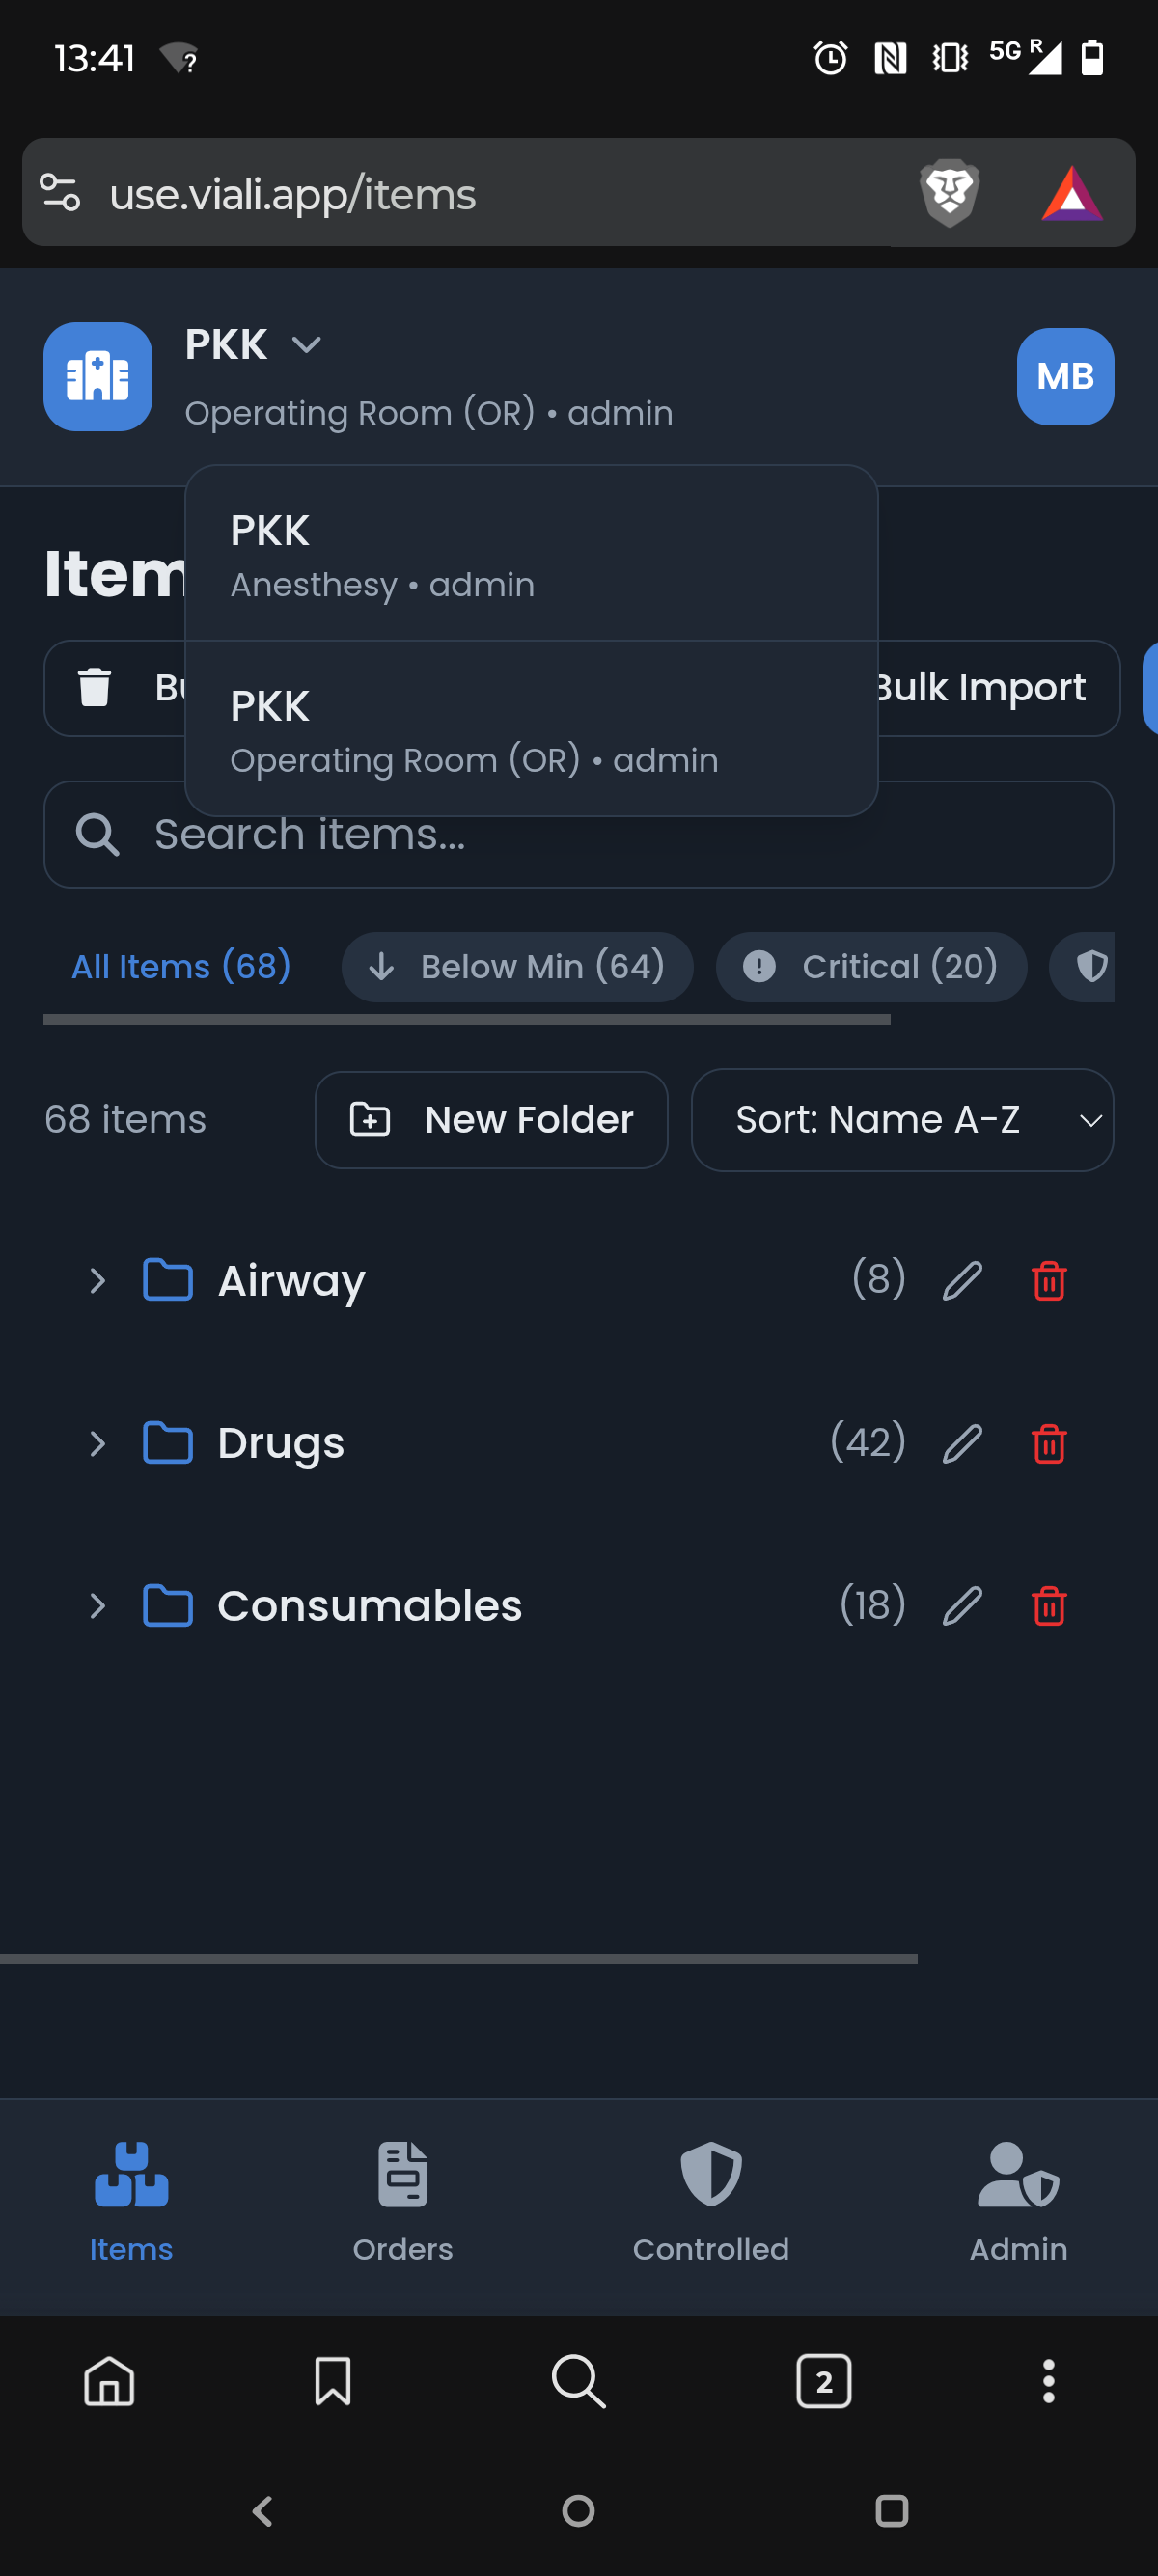 13:41
5G R
use.viali.app/items
PKK
Operating Room (OR) • admin
MB
PKK
Anesthesy • admin
PKK
Operating Room (OR) • admin
Item
Bulk Import
Search items...
All Items (68)
Below Min (64)
Critical (20)
68 items
New Folder
Sort: Name A-Z
Airway
(8)
Drugs
(42)
Consumables
(18)
Items
Orders
Controlled
Admin
2